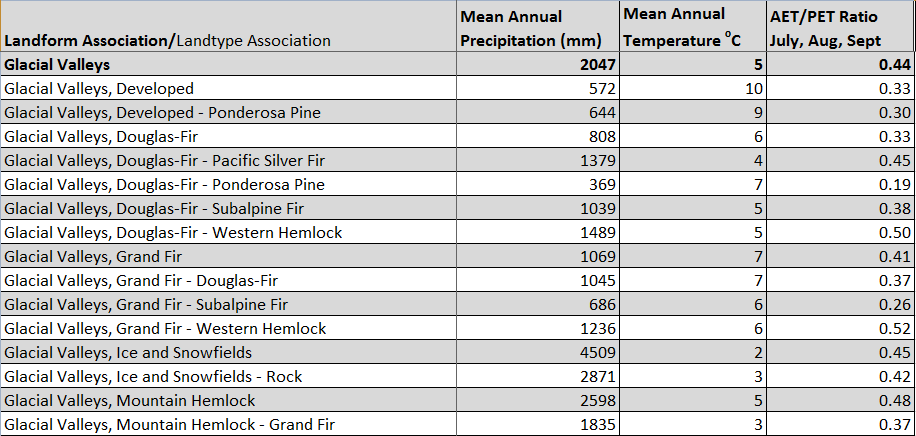 Landform Association/Landtype Association Mean Annual Precipitation (mm) Mean Annual Temperature °C AET/PET Ratio July, Aug, Sept
Glacial Valleys 2047 5 0.44
Glacial Valleys, Developed 572 10 0.33
Glacial Valleys, Developed - Ponderosa Pine 644 9 0.30
Glacial Valleys, Douglas-Fir 808 6 0.33
Glacial Valleys, Douglas-Fir - Pacific Silver Fir 1379 4 0.45
Glacial Valleys, Douglas-Fir - Ponderosa Pine 369 7 0.19
Glacial Valleys, Douglas-Fir - Subalpine Fir 1039 5 0.38
Glacial Valleys, Douglas-Fir - Western Hemlock 1489 5 0.50
Glacial Valleys, Grand Fir 1069 7 0.41
Glacial Valleys, Grand Fir - Douglas-Fir 1045 7 0.37
Glacial Valleys, Grand Fir - Subalpine Fir 686 6 0.26
Glacial Valleys, Grand Fir - Western Hemlock 1236 6 0.52
Glacial Valleys, Ice and Snowfields 4509 2 0.45
Glacial Valleys, Ice and Snowfields - Rock 2871 3 0.42
Glacial Valleys, Mountain Hemlock 2598 5 0.48
Glacial Valleys, Mountain Hemlock - Grand Fir 1835 3 0.37